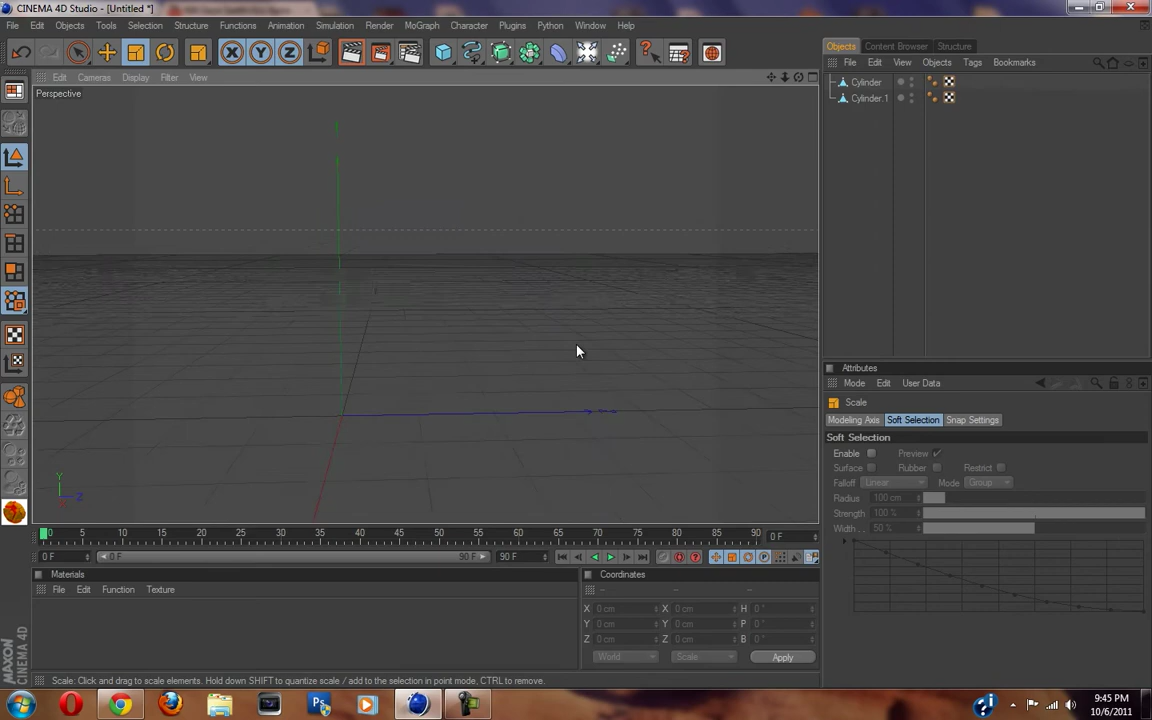 CINEMA 4D Studio - [Untitled *]
File Edit Objects Tools Selection Structure Functions Animation Simulation Render MoGraph Character Plugins Python Window Help
Objects Content Browser Structure
Edit Cameras Display Filter View
File Edit View Objects Tags Bookmarks
Perspective
Cylinder
Cylinder.1
Attributes
Mode Edit User Data
Scale
Modeling Axis Soft Selection Snap Settings
Soft Selection
Enable Preview
Surface Rubber Restrict
Falloff Linear Mode Group
Radius 100 cm
Strength 100 %
Width . . 50 %
Y
Z
0 5 10 15 20 25 30 35 40 45 50 55 60 65 70 75 80 85 90 0 F
0 F 0 F 90 F 90 F
Materials
File Edit Function Texture
Coordinates
-- -- --
X 0 cm X 0 cm H 0 °
Y 0 cm Y 0 cm P 0 °
Z 0 cm Z 0 cm B 0 °
World Scale Apply
MAXON CINEMA 4D
Scale: Click and drag to scale elements. Hold down SHIFT to quantize scale / add to the selection in point mode, CTRL to remove.
9:45 PM
10/6/2011